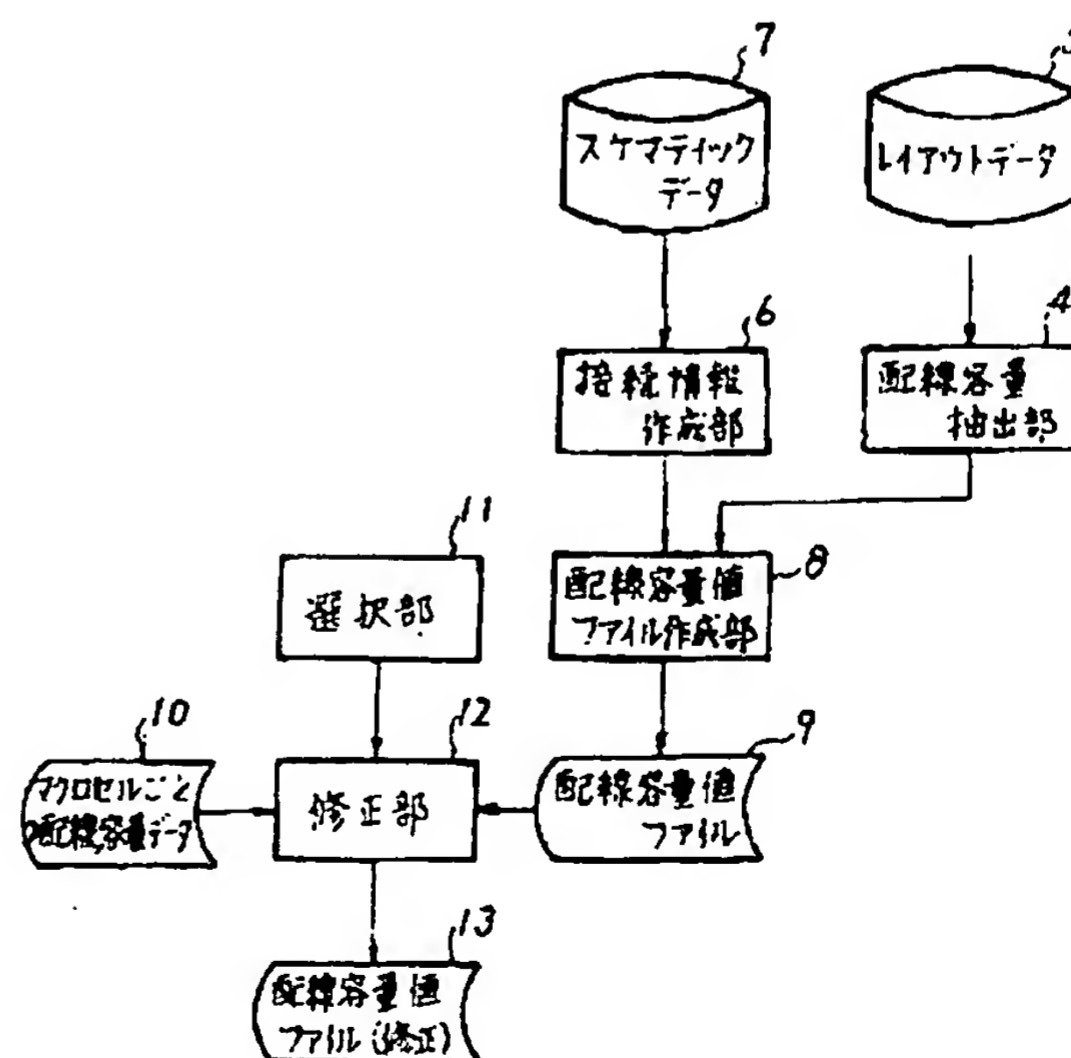 7
スケマティック
データ
レイアウトデータ
6
接続情報
作成部
4
配線容量
抽出部
11
選択部
8
配線容量値
ファイル作成部
10
マクロセルごと
の配線容量データ
12
修正部
9
配線容量値
ファイル
13
配線容量値
ファイル(修正)